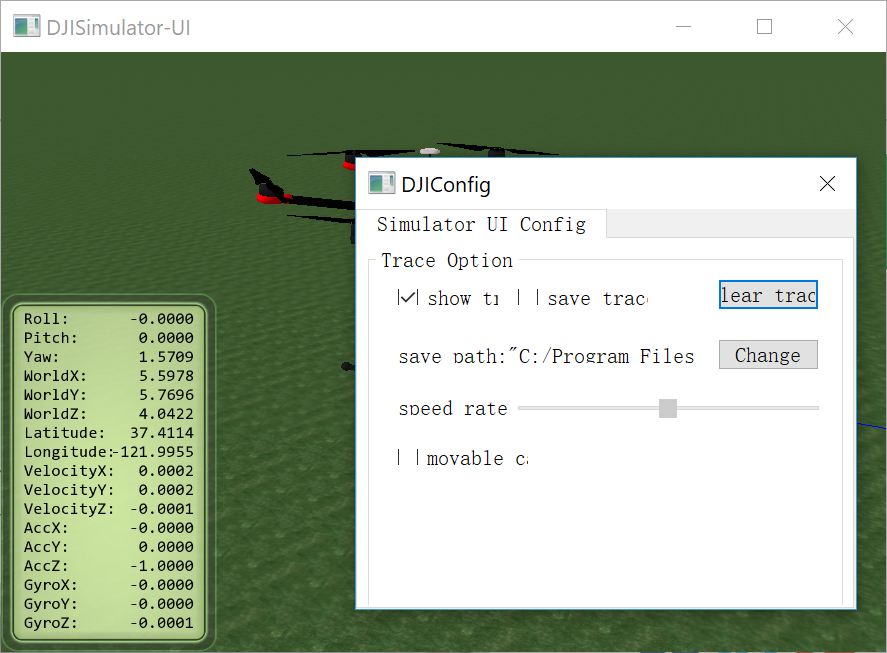 DJISimulator-UI
DJIConfig
Simulator UI Config
Trace Option
show tr save trac lear trac
save path:"C:/Program Files Change
speed rate
movable ca
Roll: -0.0000
Pitch: 0.0000
Yaw: 1.5709
WorldX: 5.5978
WorldY: 5.7696
WorldZ: 4.0422
Latitude: 37.4114
Longitude:-121.9955
VelocityX: 0.0002
VelocityY: 0.0002
VelocityZ: -0.0001
AccX: -0.0000
AccY: 0.0000
AccZ: -1.0000
GyroX: -0.0000
GyroY: -0.0000
GyroZ: -0.0001